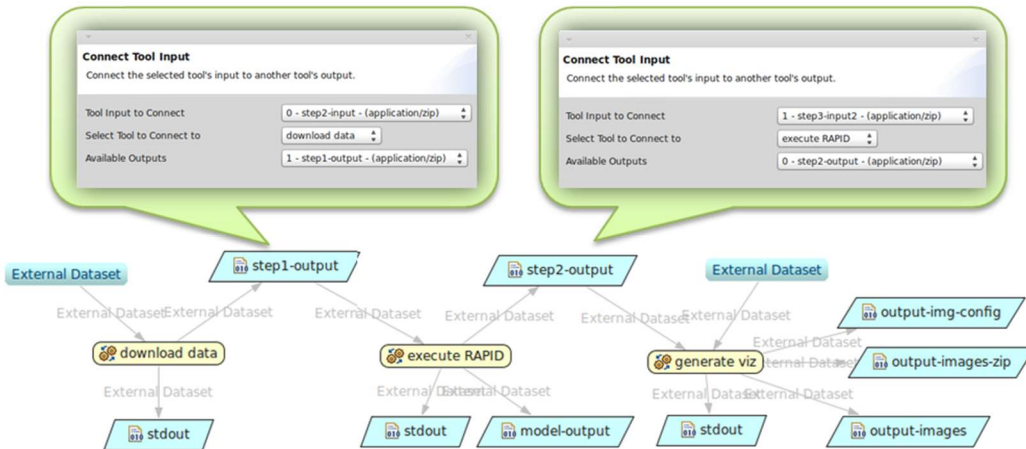 Connect Tool Input
Connect the selected tool's input to another tool's output.
Tool Input to Connect
0 - step2-input - (application/zip)
Select Tool to Connect to
download data
Available Outputs
1 - step1-output - (application/zip)
Connect Tool Input
Connect the selected tool's input to another tool's output.
Tool Input to Connect
1 - step3-input2 - (application/zip)
Select Tool to Connect to
execute RAPID
Available Outputs
0 - step2-output - (application/zip)
External Dataset
step1-output
step2-output
External Dataset
External Dataset
External Dataset
External Dataset
External Dataset
External Dataset
External Dataset
output-img-config
External Dataset
download data
execute RAPID
generate viz
External Dataset
output-images-zip
External Dataset
External Dataset
External Dataset
External Dataset
External Dataset
stdout
stdout
model-output
stdout
output-images